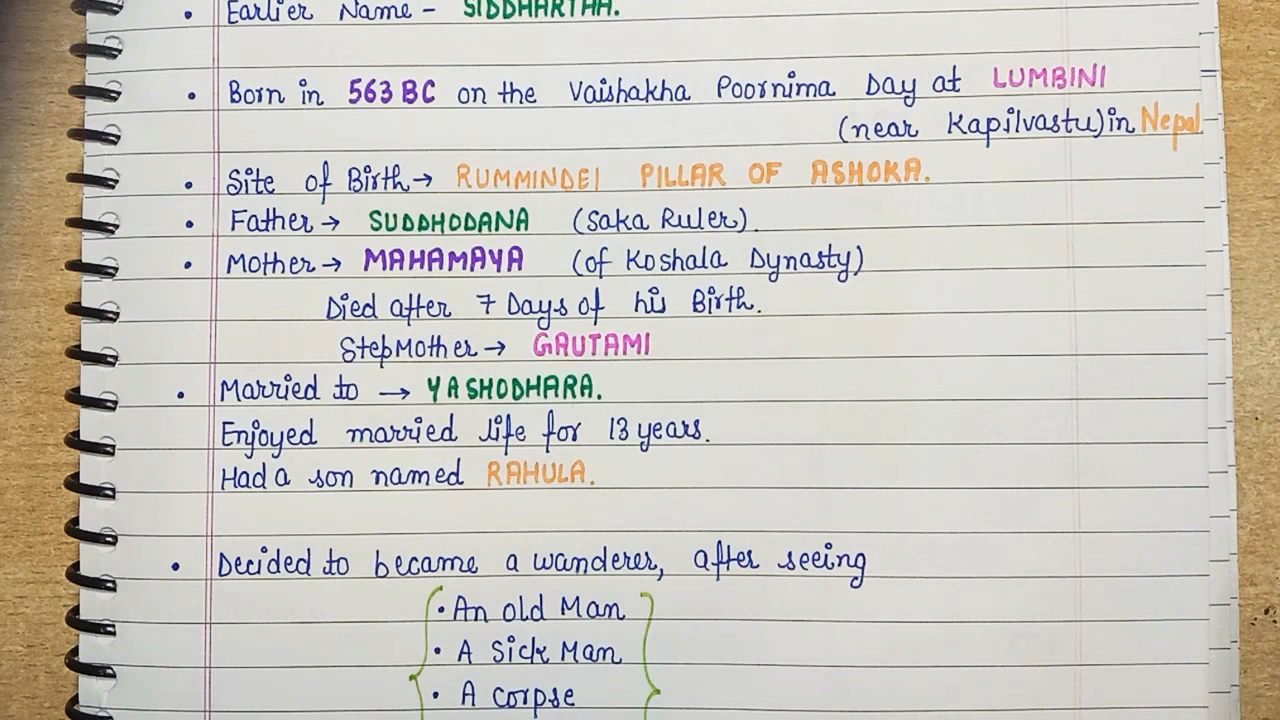 • Earlier Name - SIDDHARTHA.
• Born in 563 BC on the Vaishakha Poornima Day at LUMBINI
(near Kapilvastu) in Nepal
• Site of Birth → RUMMINDEI PILLAR OF ASHOKA.
• Father → SUDDHODANA (Saka Ruler).
• Mother → MAHAMAYA (of Koshala Dynasty)
Died after 7 Days of his Birth.
StepMother → GAUTAMI
• Married to → YASHODHARA.
Enjoyed married life for 13 years.
Had a son named RAHULA.
• Decided to became a wanderer, after seeing
• An old Man
• A Sick Man
• A corpse